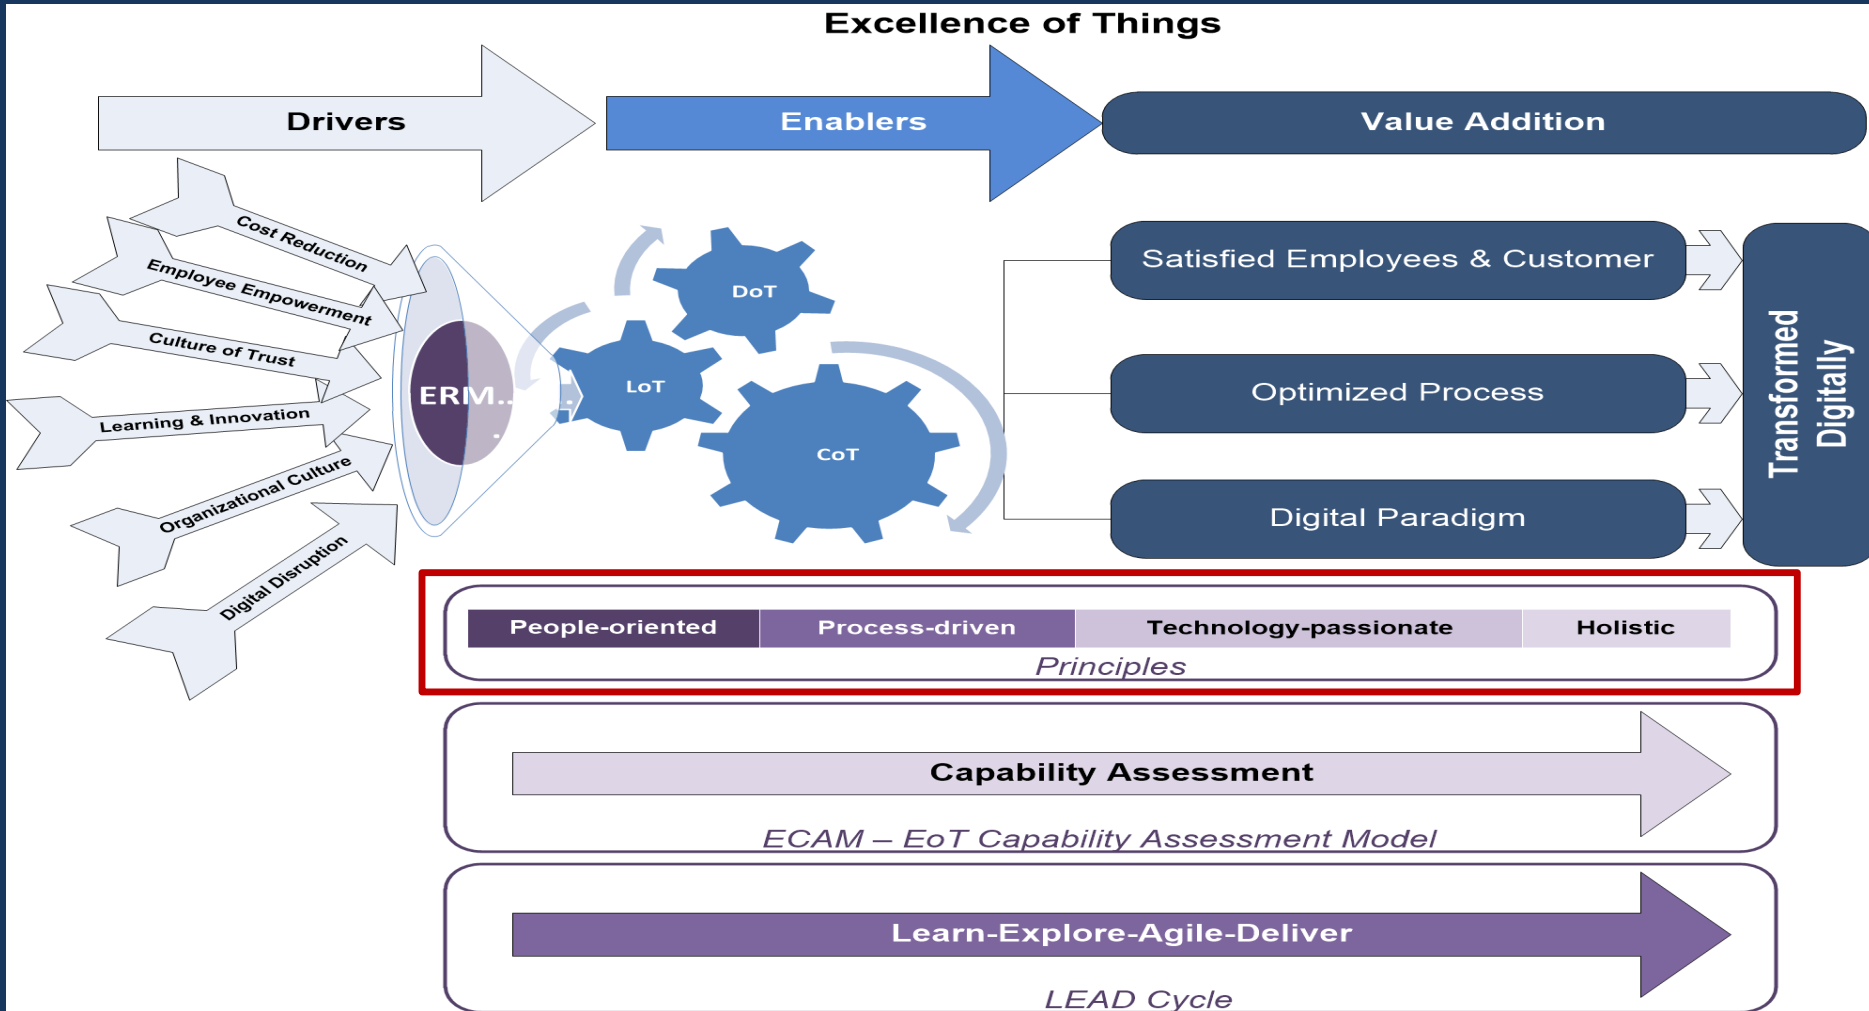 Excellence of Things
Drivers
Enablers
Value Addition
Cost Reduction
Employee Empowerment
Culture of Trust
Learning & Innovation
Organizational Culture
Digital Disruption
ERM...
DoT
LoT
CoT
Satisfied Employees & Customer
Optimized Process
Digital Paradigm
Transformed
Digitally
People-oriented
Process-driven
Technology-passionate
Holistic
Principles
Capability Assessment
ECAM – EoT Capability Assessment Model
Learn-Explore-Agile-Deliver
LEAD Cycle